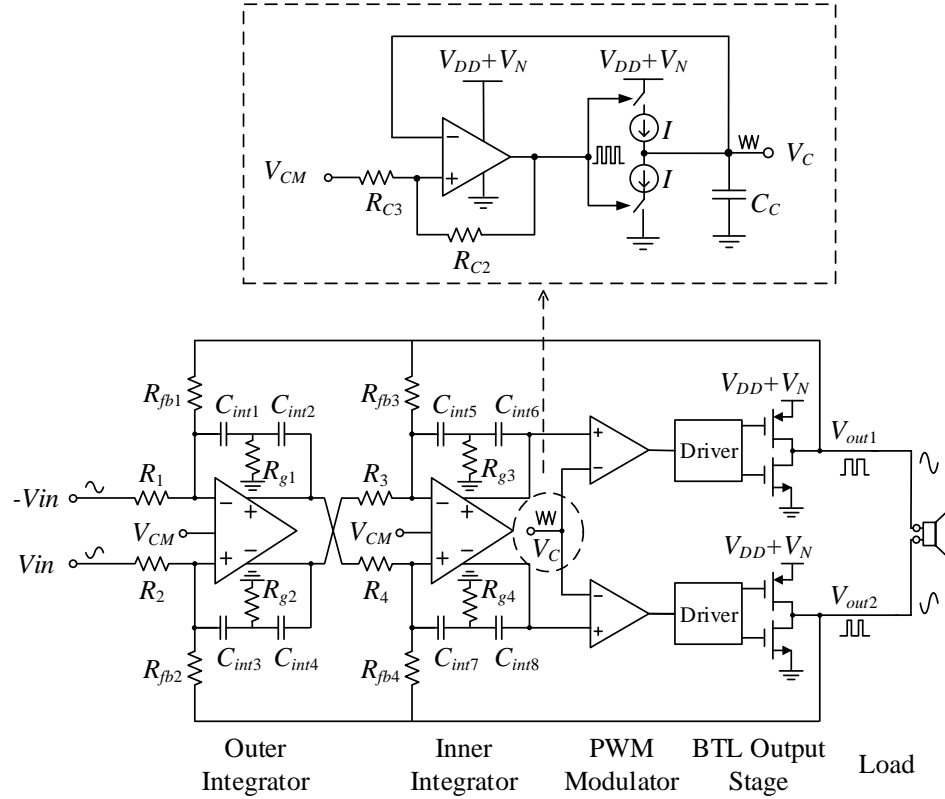 V_DD+V_N
V_DD+V_N
I
V_CM
R_C3
R_C2
I
V_C
C_C
R_fb1
C_int1
C_int2
R_g1
R_fb3
C_int5
C_int6
R_g3
V_DD+V_N
Driver
V_out1
-Vin
R_1
V_CM
R_3
V_CM
V_C
Vin
R_2
R_g2
R_4
R_g4
V_DD+V_N
Driver
V_out2
C_int3
C_int4
R_fb2
C_int7
C_int8
R_fb4
Outer
Integrator
Inner
Integrator
PWM
Modulator
BTL Output
Stage
Load